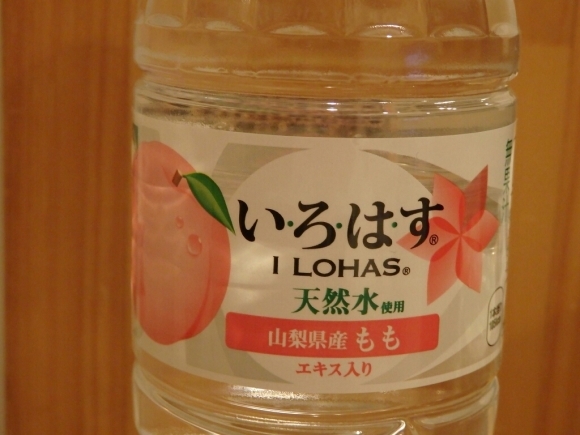 い・ろ・は・す®
I LOHAS®
天然水使用
山梨県産 もも
エキス入り